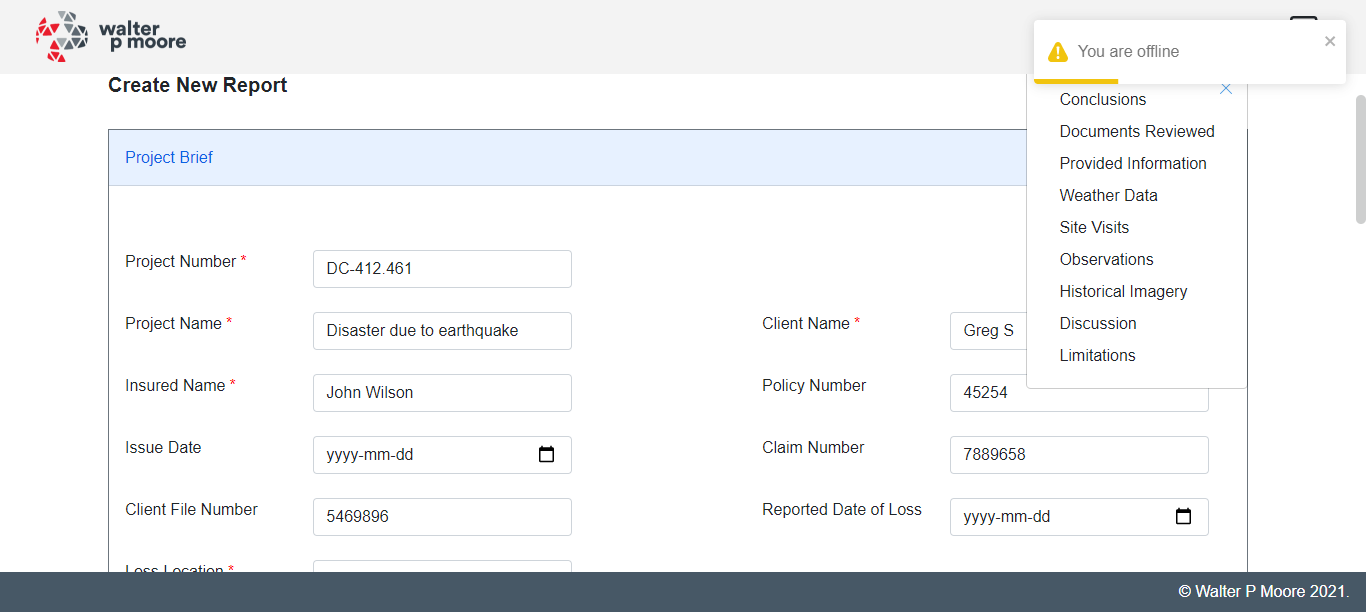 walter
p moore
You are offline
Create New Report
Conclusions
Documents Reviewed
Provided Information
Weather Data
Site Visits
Observations
Historical Imagery
Discussion
Limitations
Project Brief
Project Number *
DC-412.461
Project Name *
Disaster due to earthquake
Client Name *
Greg S
Insured Name *
John Wilson
Policy Number
45254
Issue Date
yyyy-mm-dd
Claim Number
7889658
Client File Number
5469896
Reported Date of Loss
yyyy-mm-dd
Loss Location *
© Walter P Moore 2021.